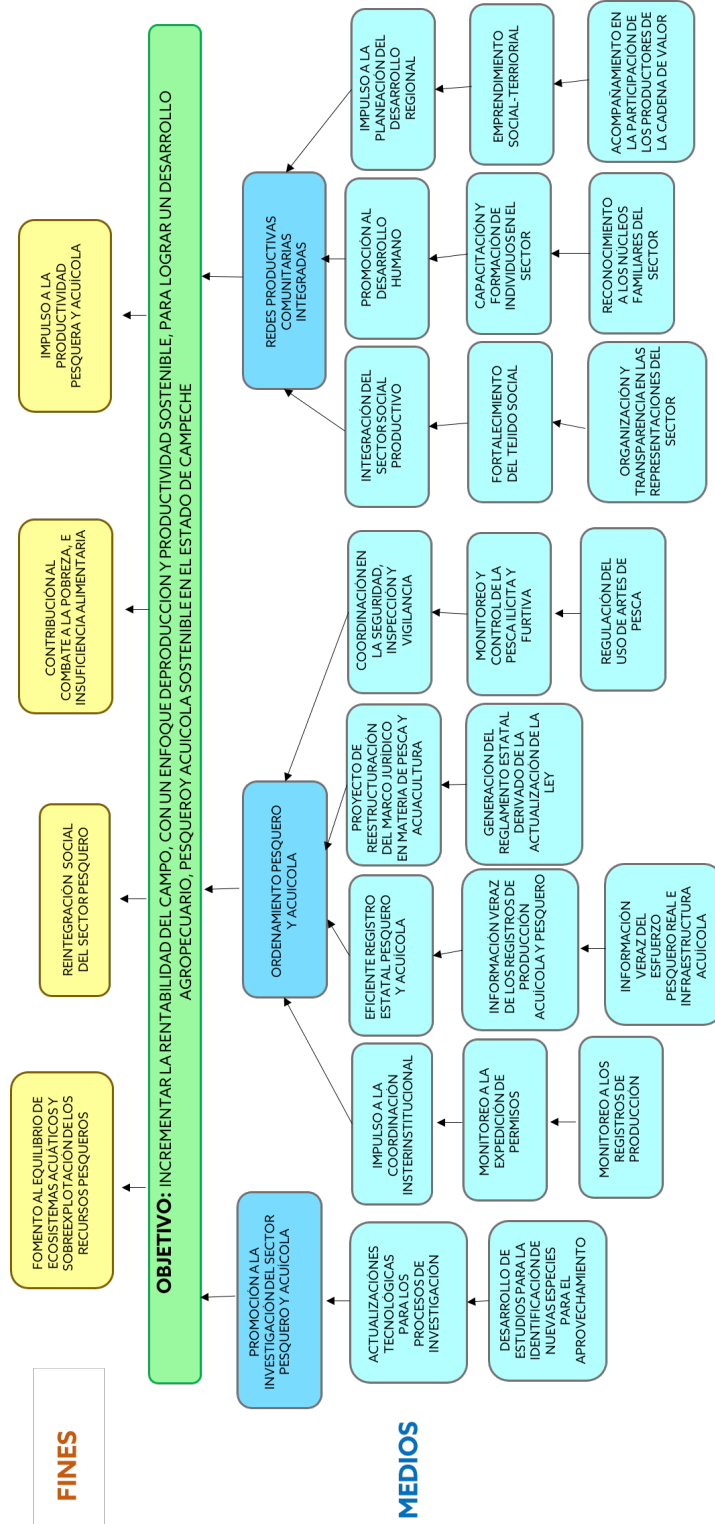 FINES
FOMENTO AL EQUILIBRIO DE
ECOSISTEMAS ACUÁTICOS Y
SOBREEXPLOTACIÓN DE LOS
RECURSOS PESQUEROS
REINTEGRACIÓN SOCIAL
DEL SECTOR PESQUERO
CONTRIBUCIÓN AL
COMBATE A LA POBREZA, E
INSUFICIENCIA ALIMENTARIA
IMPULSO A LA
PRODUCTIVIDAD
PESQUERA Y ACUÍCOLA
OBJETIVO: INCREMENTAR LA RENTABILIDAD DEL CAMPO, CON UN ENFOQUE DEPRODUCCION Y PRODUCTIVIDAD SOSTENIBLE, PARA LOGRAR UN DESARROLLO
AGROPECUARIO, PESQUEROY ACUICOLA SOSTENIBLE EN EL ESTADO DE CAMPECHE
PROMOCIÓN A LA
INVESTIGACIÓN DEL SECTOR
PESQUERO Y ACUÍCOLA
ORDENAMIENTO PESQUERO
Y ACUICOLA
REDES PRODUCTIVAS
COMUNITARIAS
INTEGRADAS
MEDIOS
ACTUALIZACIÓNES
TECNOLÓGICAS
PARA LOS
PROCESOS DE
INVESTIGACIÓN
IMPULSO A LA
COORDINACIÓN
INSTERINSTITUCIONAL
EFICIENTE REGISTRO
ESTATAL PESQUERO
Y ACUÍCOLA
PROYECTO DE
REESTRUCTURACIÓN
DEL MARCO JURÍDICO
EN MATERIA DE PESCA Y
ACUACULTURA
COORDINACIÓN EN
LA SEGURIDAD,
INSPECCIÓN Y
VIGILANCIA
INTEGRACIÓN DEL
SECTOR SOCIAL
PRODUCTIVO
PROMOCIÓN AL
DESARROLLO
HUMANO
IMPULSO A LA
PLANEACIÓN DEL
DESARROLLO
REGIONAL
DESARROLLO DE
ESTUDIOS PARA LA
IDENTIFICACIÓN DE
NUEVAS ESPECIES
PARA EL
APROVECHAMIENTO
MONITOREO A LA
EXPEDICIÓN DE
PERMISOS
INFORMACIÓN VERAZ
DE LOS REGISTROS DE
PRODUCCIÓN
ACUÍCOLA Y PESQUERO
GENERACIÓN DEL
REGLAMENTO ESTATAL
DERIVADO DE LA
ACTUALIZACIÓN DE LA
LEY
MONITOREO Y
CONTROL DE LA
PESCA ILÍCITA Y
FURTIVA
FORTALECIMIENTO
DEL TEJIDO SOCIAL
CAPACITACIÓN Y
FORMACIÓN DE
INDIVIDUOS EN EL
SECTOR
EMPRENDIMIENTO
SOCIAL-TERRIORIAL
MONITOREO A LOS
REGISTROS DE
PRODUCCIÓN
INFORMACIÓN
VERAZ DEL
ESFUERZO
PESQUERO REAL E
INFRAESTRUCTURA
ACUÍCOLA
REGULACIÓN DEL
USO DE ARTES DE
PESCA
ORGANIZACIÓN Y
TRANSPARENCIA EN LAS
REPRESENTACIONES DEL
SECTOR
RECONOCIMIENTO
A LOS NÚCLEOS
FAMILIARES DEL
SECTOR
ACOMPAÑAMIENTO EN
LA PARTICIPACIÓN DE
LOS PRODUCTORES DE
LA CADENA DE VALOR